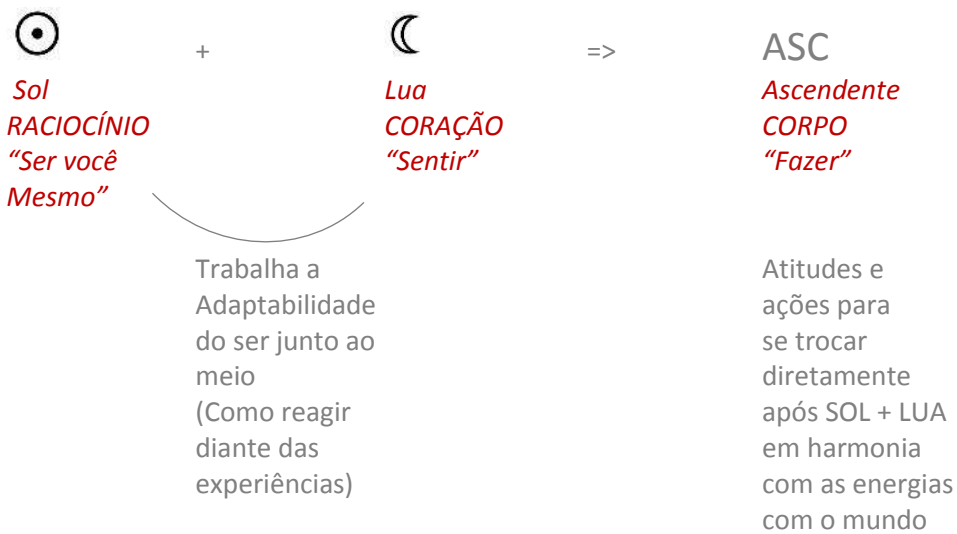 +
=>
ASC
Sol
RACIOCÍNIO
“Ser você
Mesmo”
Lua
CORAÇÃO
“Sentir”
Ascendente
CORPO
“Fazer”
Trabalha a
Adaptabilidade
do ser junto ao
meio
(Como reagir
diante das
experiências)
Atitudes e
ações para
se trocar
diretamente
após SOL + LUA
em harmonia
com as energias
com o mundo